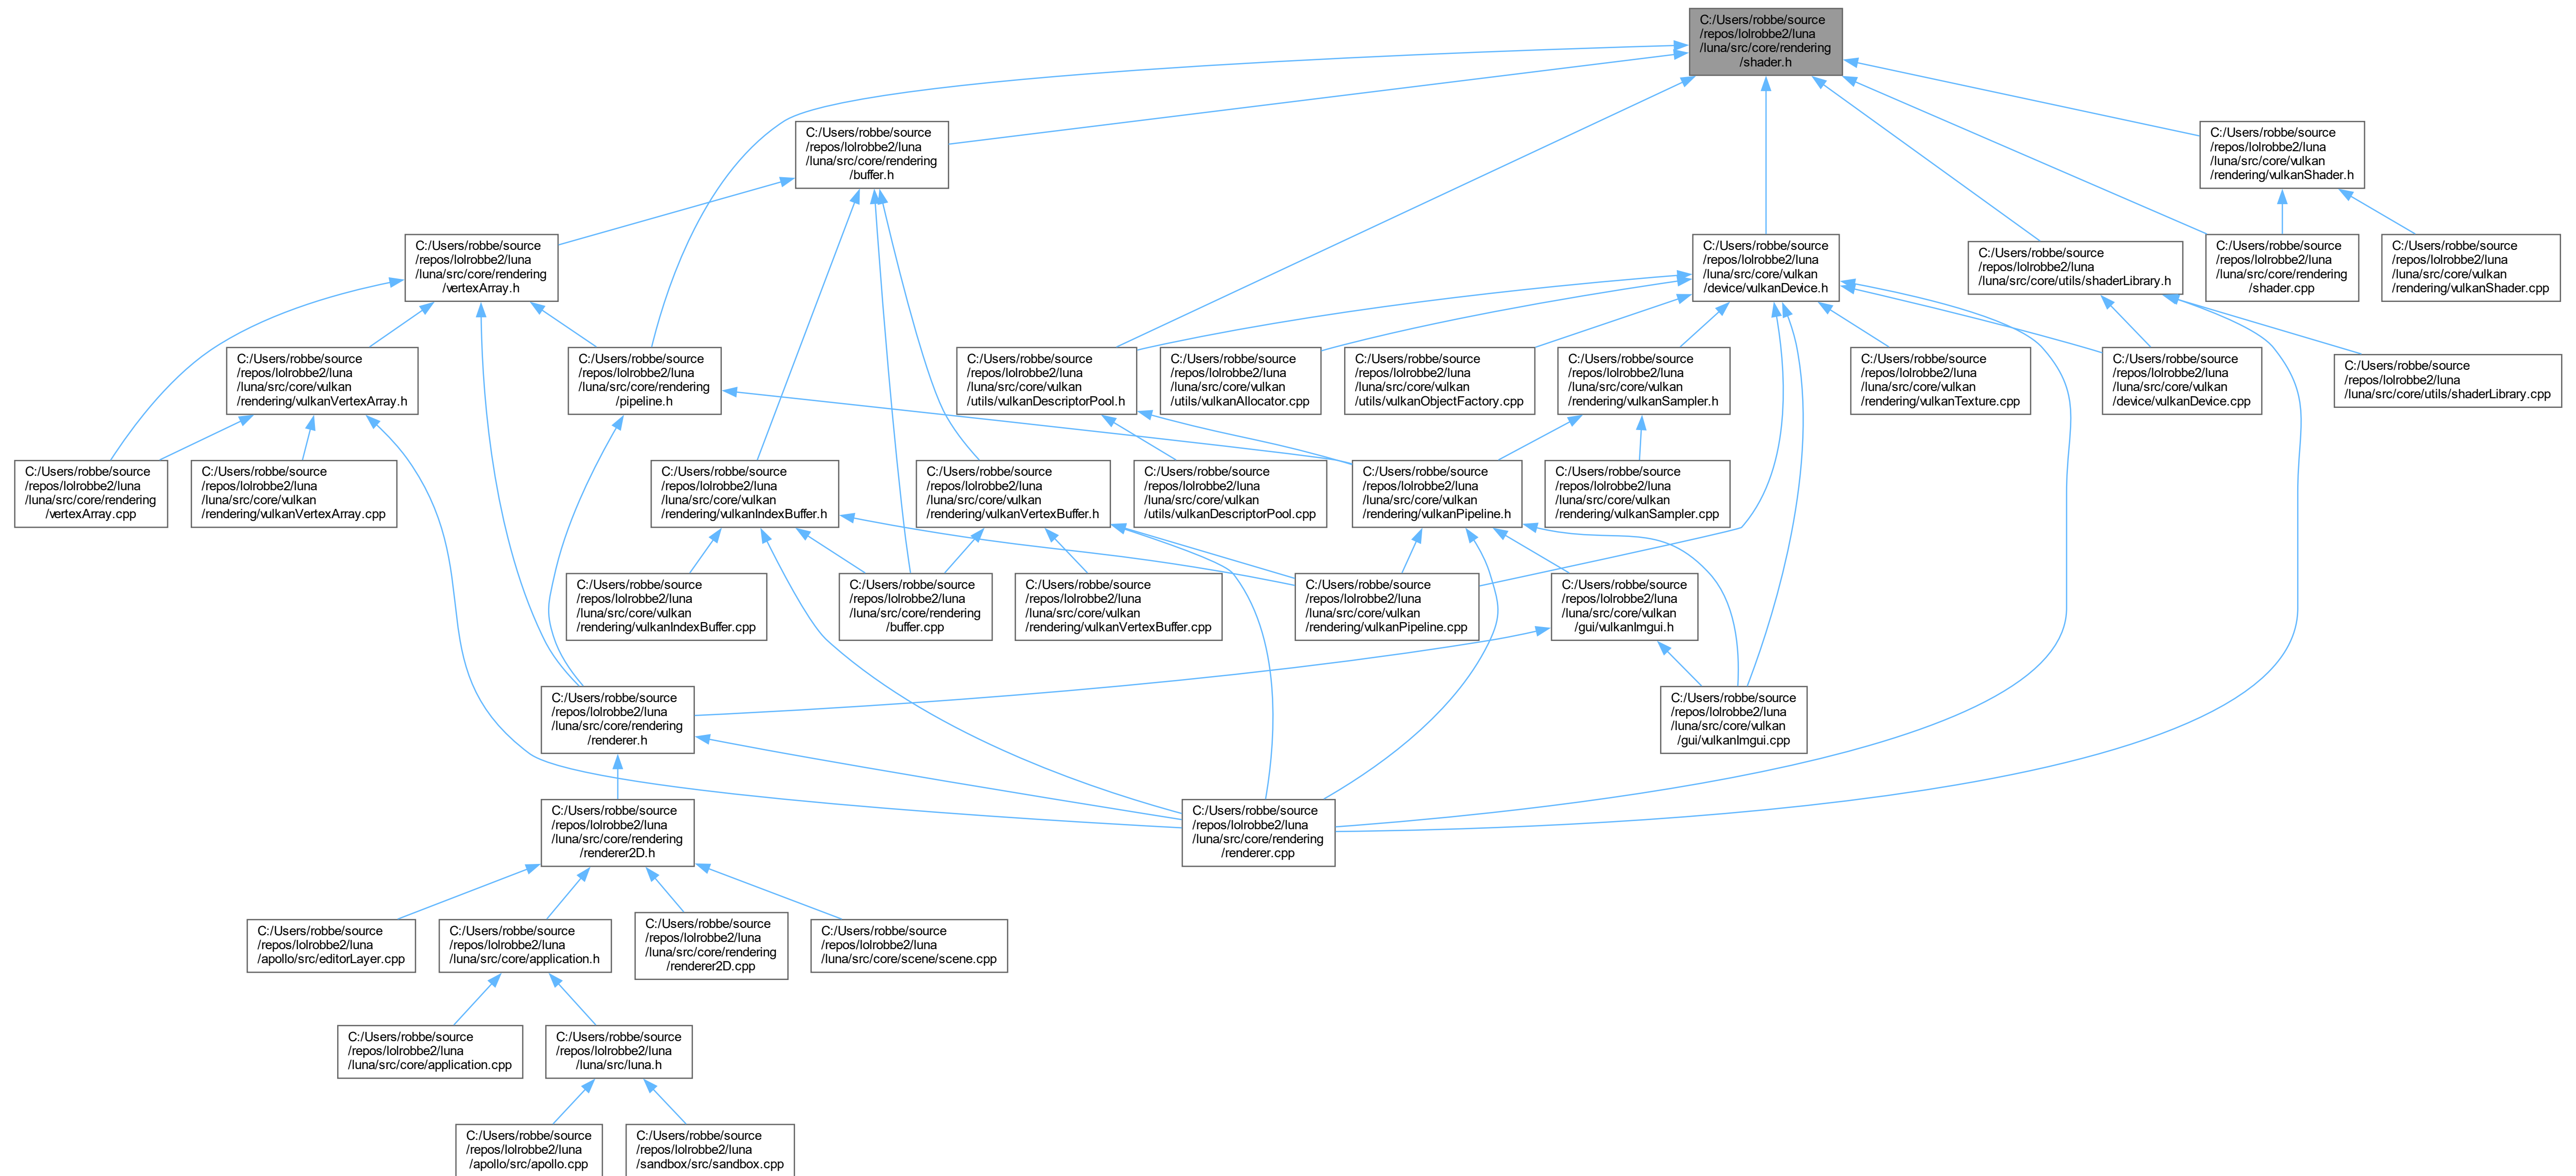 C:/Users/robbe/source
/repos/lolrobbe2/luna
/luna/src/core/rendering
/shader.h
C:/Users/robbe/source
/repos/lolrobbe2/luna
/luna/src/core/rendering
/buffer.h
C:/Users/robbe/source
/repos/lolrobbe2/luna
/luna/src/core/vulkan
/rendering/vulkanShader.h
C:/Users/robbe/source
/repos/lolrobbe2/luna
/luna/src/core/rendering
/vertexArray.h
C:/Users/robbe/source
/repos/lolrobbe2/luna
/luna/src/core/vulkan
/device/vulkanDevice.h
C:/Users/robbe/source
/repos/lolrobbe2/luna
/luna/src/core/utils/shaderLibrary.h
C:/Users/robbe/source
/repos/lolrobbe2/luna
/luna/src/core/rendering
/shader.cpp
C:/Users/robbe/source
/repos/lolrobbe2/luna
/luna/src/core/vulkan
/rendering/vulkanShader.cpp
C:/Users/robbe/source
/repos/lolrobbe2/luna
/luna/src/core/vulkan
/rendering/vulkanVertexArray.h
C:/Users/robbe/source
/repos/lolrobbe2/luna
/luna/src/core/rendering
/pipeline.h
C:/Users/robbe/source
/repos/lolrobbe2/luna
/luna/src/core/vulkan
/utils/vulkanDescriptorPool.h
C:/Users/robbe/source
/repos/lolrobbe2/luna
/luna/src/core/vulkan
/utils/vulkanAllocator.cpp
C:/Users/robbe/source
/repos/lolrobbe2/luna
/luna/src/core/vulkan
/utils/vulkanObjectFactory.cpp
C:/Users/robbe/source
/repos/lolrobbe2/luna
/luna/src/core/vulkan
/rendering/vulkanSampler.h
C:/Users/robbe/source
/repos/lolrobbe2/luna
/luna/src/core/vulkan
/rendering/vulkanTexture.cpp
C:/Users/robbe/source
/repos/lolrobbe2/luna
/luna/src/core/vulkan
/device/vulkanDevice.cpp
C:/Users/robbe/source
/repos/lolrobbe2/luna
/luna/src/core/utils/shaderLibrary.cpp
C:/Users/robbe/source
/repos/lolrobbe2/luna
/luna/src/core/rendering
/vertexArray.cpp
C:/Users/robbe/source
/repos/lolrobbe2/luna
/luna/src/core/vulkan
/rendering/vulkanVertexArray.cpp
C:/Users/robbe/source
/repos/lolrobbe2/luna
/luna/src/core/vulkan
/rendering/vulkanIndexBuffer.h
C:/Users/robbe/source
/repos/lolrobbe2/luna
/luna/src/core/vulkan
/rendering/vulkanVertexBuffer.h
C:/Users/robbe/source
/repos/lolrobbe2/luna
/luna/src/core/vulkan
/utils/vulkanDescriptorPool.cpp
C:/Users/robbe/source
/repos/lolrobbe2/luna
/luna/src/core/vulkan
/rendering/vulkanPipeline.h
C:/Users/robbe/source
/repos/lolrobbe2/luna
/luna/src/core/vulkan
/rendering/vulkanSampler.cpp
C:/Users/robbe/source
/repos/lolrobbe2/luna
/luna/src/core/vulkan
/rendering/vulkanIndexBuffer.cpp
C:/Users/robbe/source
/repos/lolrobbe2/luna
/luna/src/core/rendering
/buffer.cpp
C:/Users/robbe/source
/repos/lolrobbe2/luna
/luna/src/core/vulkan
/rendering/vulkanVertexBuffer.cpp
C:/Users/robbe/source
/repos/lolrobbe2/luna
/luna/src/core/vulkan
/rendering/vulkanPipeline.cpp
C:/Users/robbe/source
/repos/lolrobbe2/luna
/luna/src/core/vulkan
/gui/vulkanImgui.h
C:/Users/robbe/source
/repos/lolrobbe2/luna
/luna/src/core/rendering
/renderer.h
C:/Users/robbe/source
/repos/lolrobbe2/luna
/luna/src/core/vulkan
/gui/vulkanImgui.cpp
C:/Users/robbe/source
/repos/lolrobbe2/luna
/luna/src/core/rendering
/renderer2D.h
C:/Users/robbe/source
/repos/lolrobbe2/luna
/luna/src/core/rendering
/renderer.cpp
C:/Users/robbe/source
/repos/lolrobbe2/luna
/apollo/src/editorLayer.cpp
C:/Users/robbe/source
/repos/lolrobbe2/luna
/luna/src/core/application.h
C:/Users/robbe/source
/repos/lolrobbe2/luna
/luna/src/core/rendering
/renderer2D.cpp
C:/Users/robbe/source
/repos/lolrobbe2/luna
/luna/src/core/scene/scene.cpp
C:/Users/robbe/source
/repos/lolrobbe2/luna
/luna/src/core/application.cpp
C:/Users/robbe/source
/repos/lolrobbe2/luna
/luna/src/luna.h
C:/Users/robbe/source
/repos/lolrobbe2/luna
/apollo/src/apollo.cpp
C:/Users/robbe/source
/repos/lolrobbe2/luna
/sandbox/src/sandbox.cpp